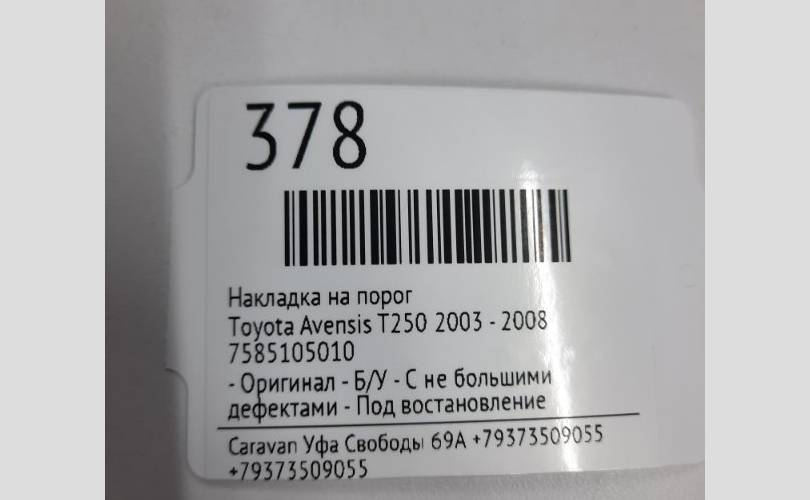 378
Накладка на порог
Toyota Avensis T250 2003 - 2008
7585105010
- Оригинал - Б/У - С не большими
дефектами - Под востановление
Caravan Уфа Свободы 69А +79373509055
+79373509055